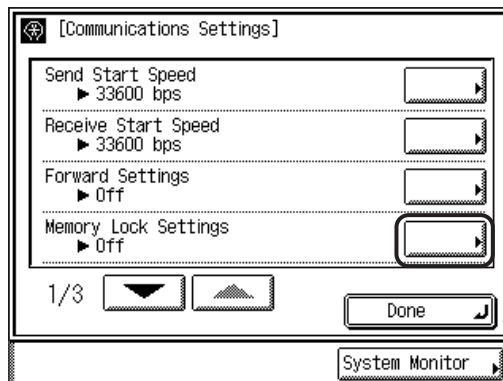 [Communications Settings]
Send Start Speed
► 33600 bps
Receive Start Speed
► 33600 bps
Forward Settings
► Off
Memory Lock Settings
► Off
1/3
Done
System Monitor